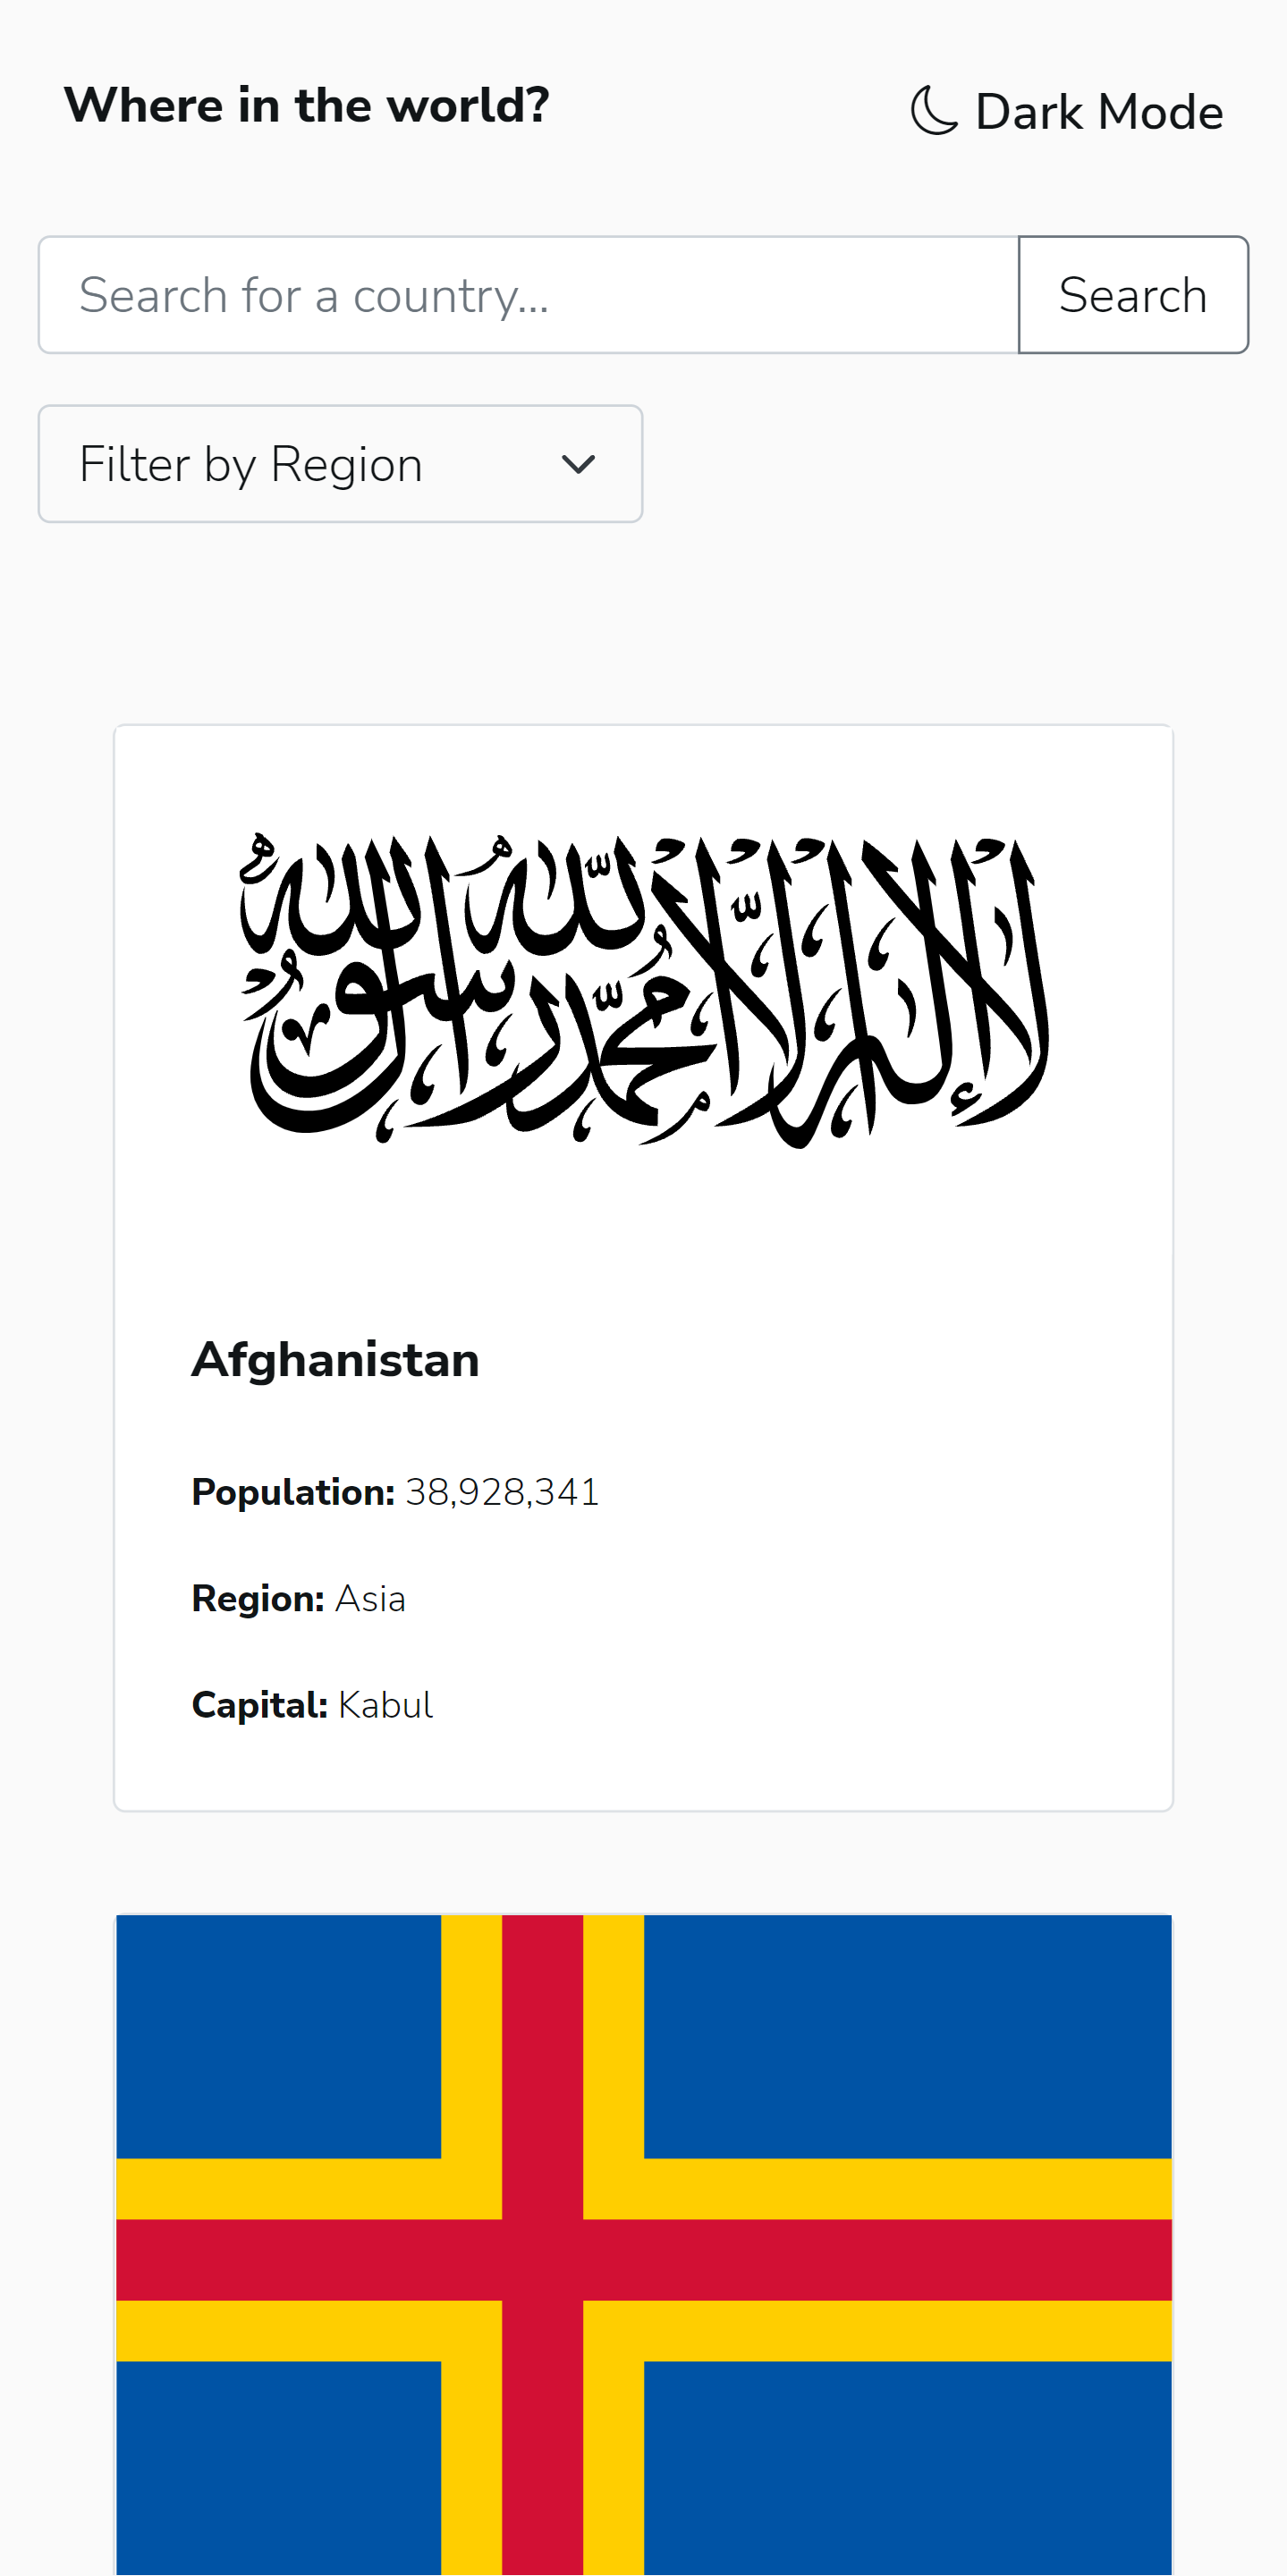 Where in the world?
Dark Mode
Search for a country...
Search
Filter by Region
لا إله إلا الله محمد رسول الله
Afghanistan
Population: 38,928,341
Region: Asia
Capital: Kabul